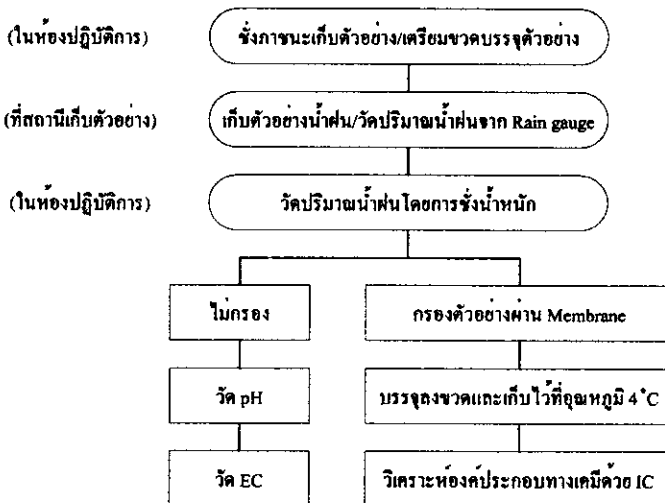 (ในห้องปฏิบัติการ) ชั่งภาชนะเก็บตัวอย่าง/เตรียมขวดบรรจุตัวอย่าง
(ที่สถานีเก็บตัวอย่าง) เก็บตัวอย่างน้ำฝน/วัดปริมาณน้ำฝนจาก Rain gauge
(ในห้องปฏิบัติการ) วัดปริมาณน้ำฝนโดยการชั่งน้ำหนัก
ไม่กรอง กรองตัวอย่างผ่าน Membrane
วัด pH บรรจุลงขวดและเก็บไว้ที่อุณหภูมิ 4 °C
วัด EC วิเคราะห์องค์ประกอบทางเคมีด้วย IC